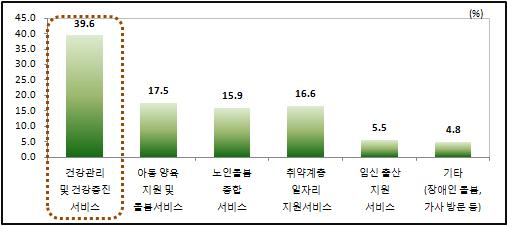 (%)
45.0
40.0
35.0
30.0
25.0
20.0
15.0
10.0
5.0
0.0
39.6
17.5
15.9
16.6
5.5
4.8
건강관리
및 건강증진
서비스
아동 양육
지원 및
돌봄서비스
노인돌봄
종합
서비스
취약계층
일자리
지원서비스
임신 출산
지원
서비스
기타
(장애인 돌봄,
가사 방문 등)